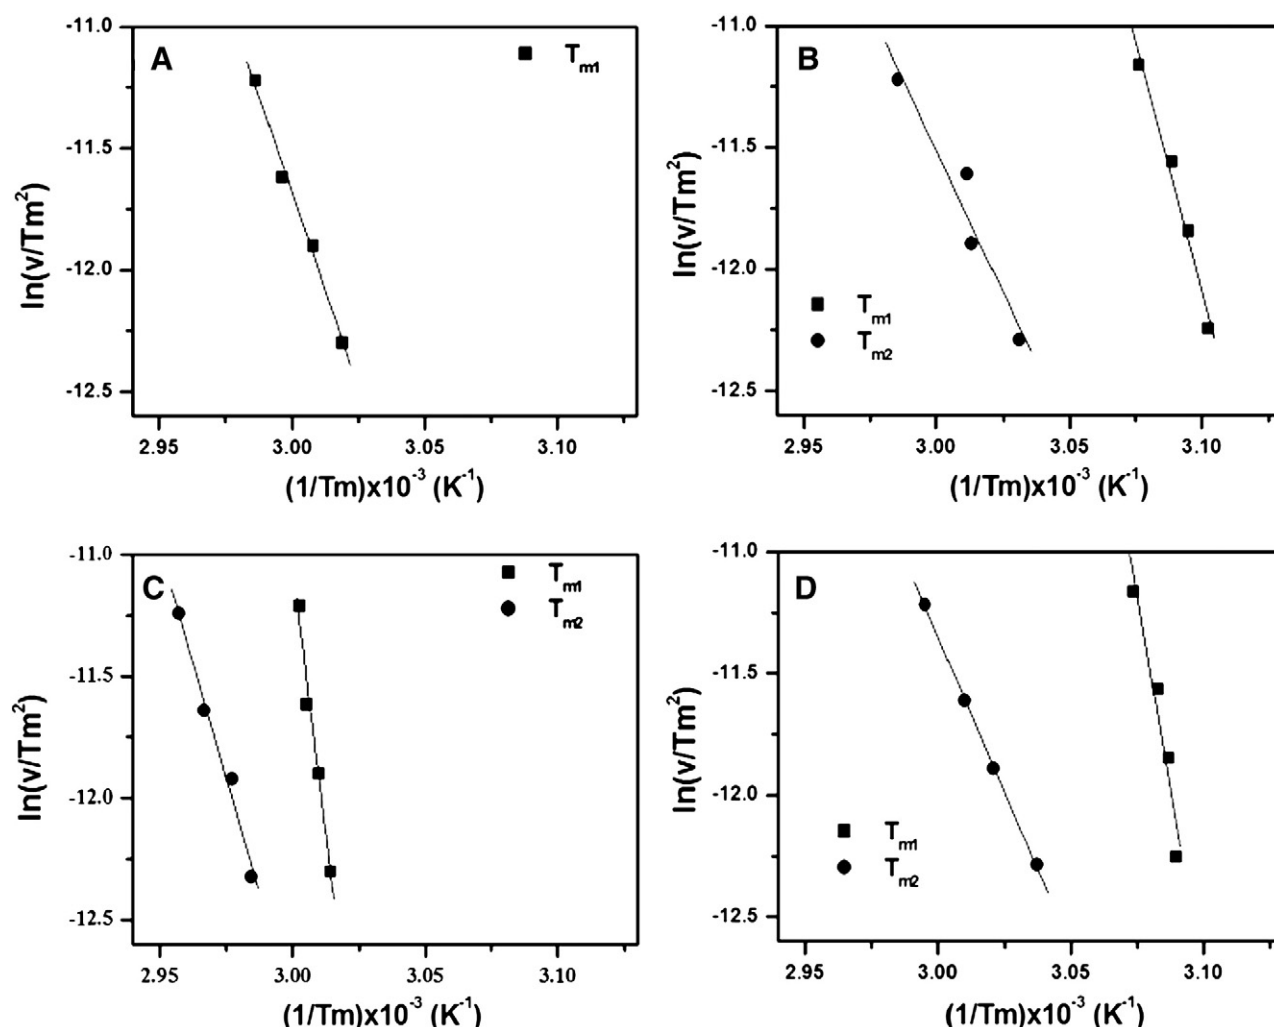 A
-11.0
-11.5
-12.0
-12.5
ln(v/Tm²)
Tm1
2.95 3.00 3.05 3.10
(1/Tm)x10⁻³ (K⁻¹)
B
-11.0
-11.5
-12.0
-12.5
ln(v/Tm²)
Tm1
Tm2
2.95 3.00 3.05 3.10
(1/Tm)x10⁻³ (K⁻¹)
C
-11.0
-11.5
-12.0
-12.5
ln(v/Tm²)
Tm1
Tm2
2.95 3.00 3.05 3.10
(1/Tm)x10⁻³ (K⁻¹)
D
-11.0
-11.5
-12.0
-12.5
ln(v/Tm²)
Tm1
Tm2
2.95 3.00 3.05 3.10
(1/Tm)x10⁻³ (K⁻¹)